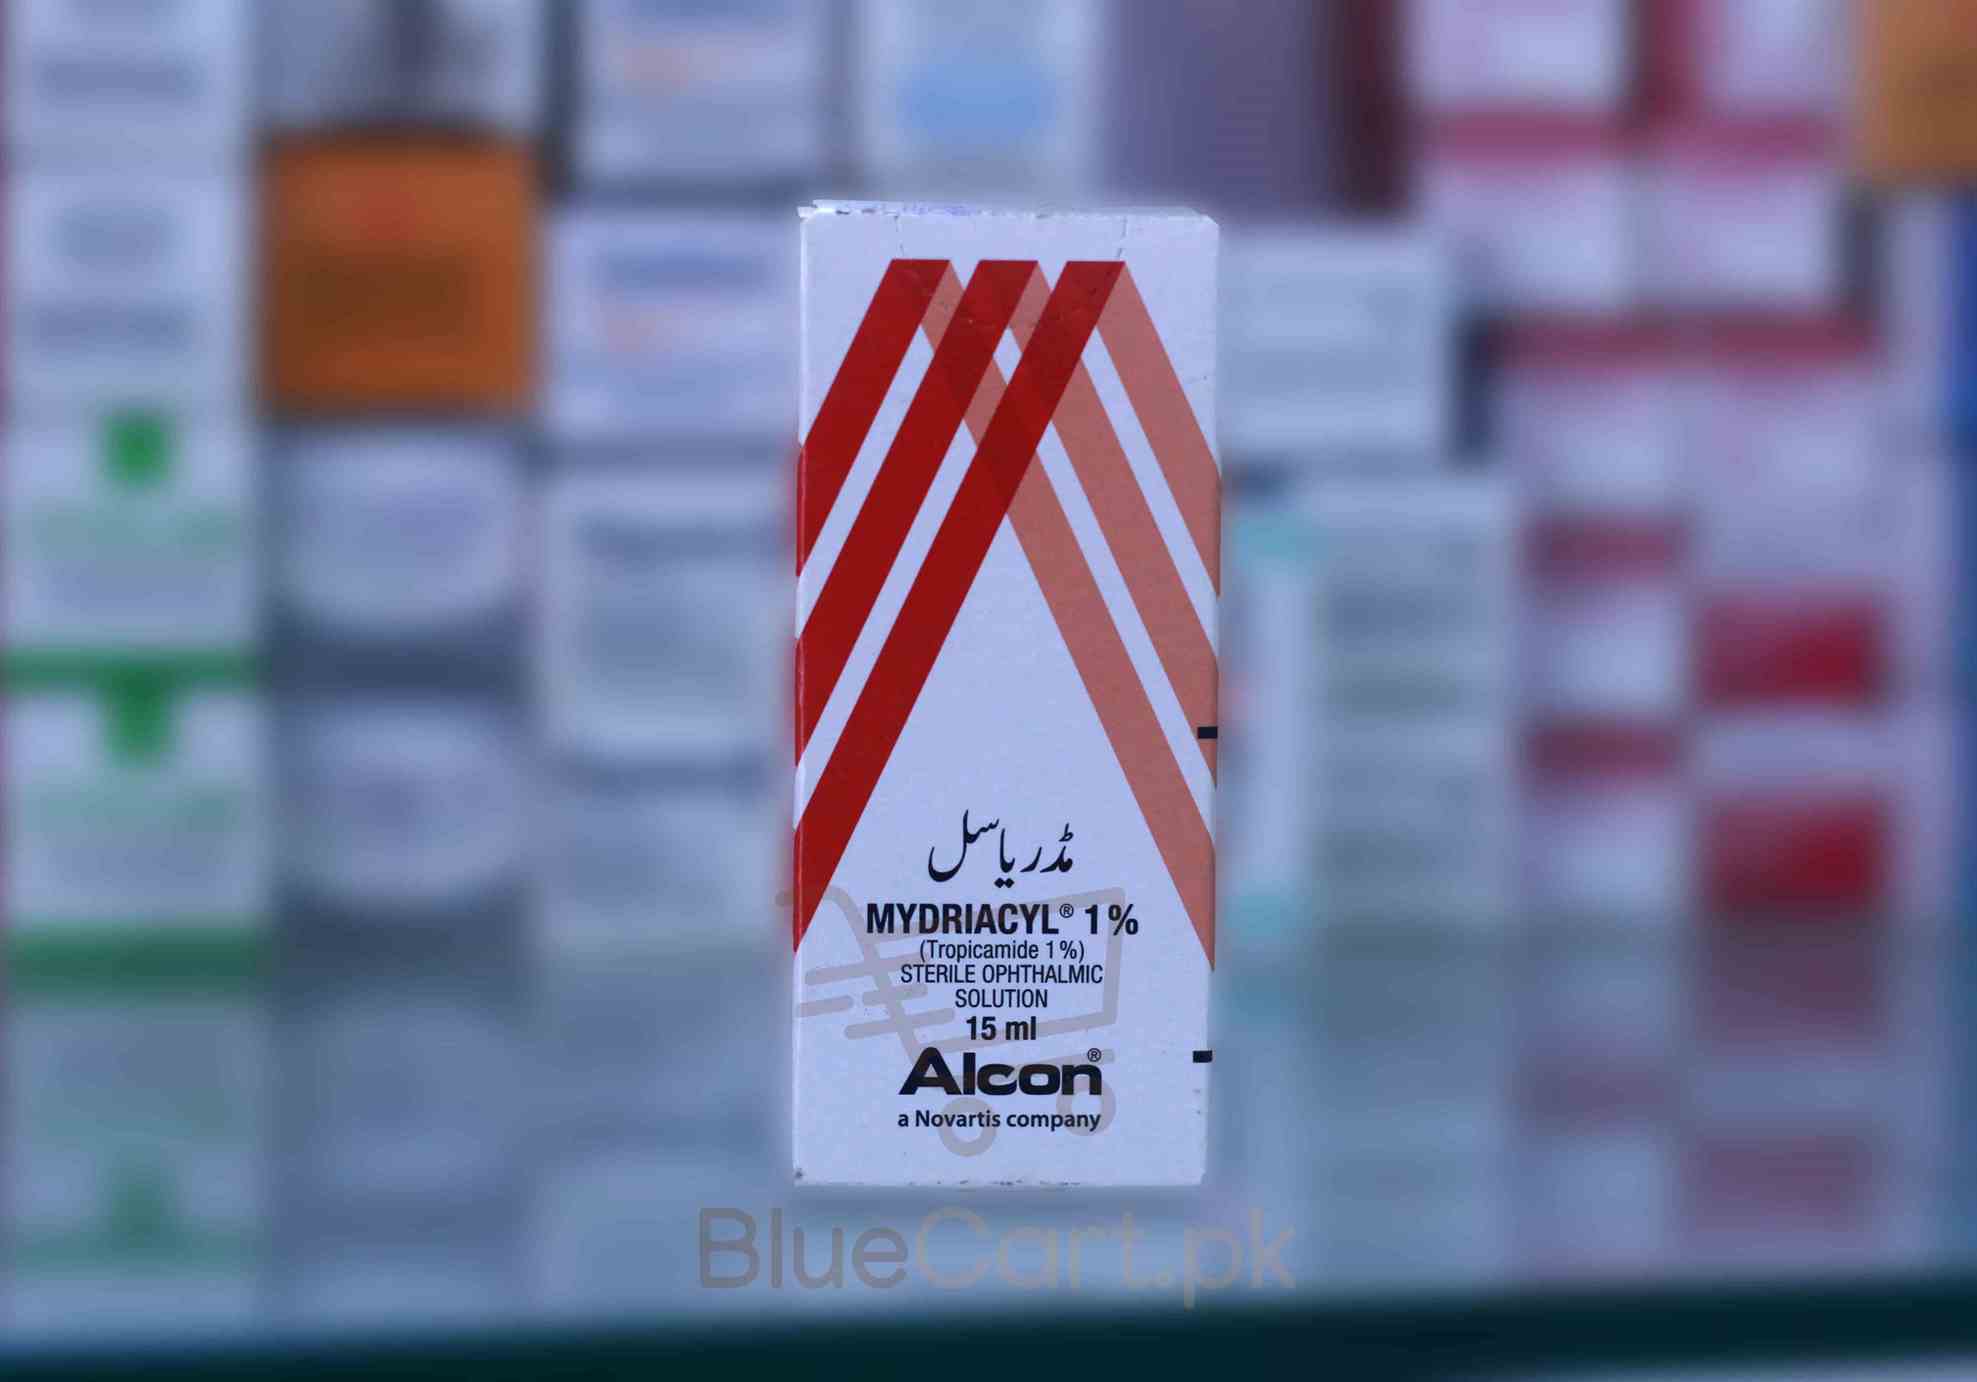 مڈریاسل
MYDRIACYL® 1%
(Tropicamide 1%)
STERILE OPHTHALMIC
SOLUTION
15 ml
Alcon®
a Novartis company
BlueCart.pk